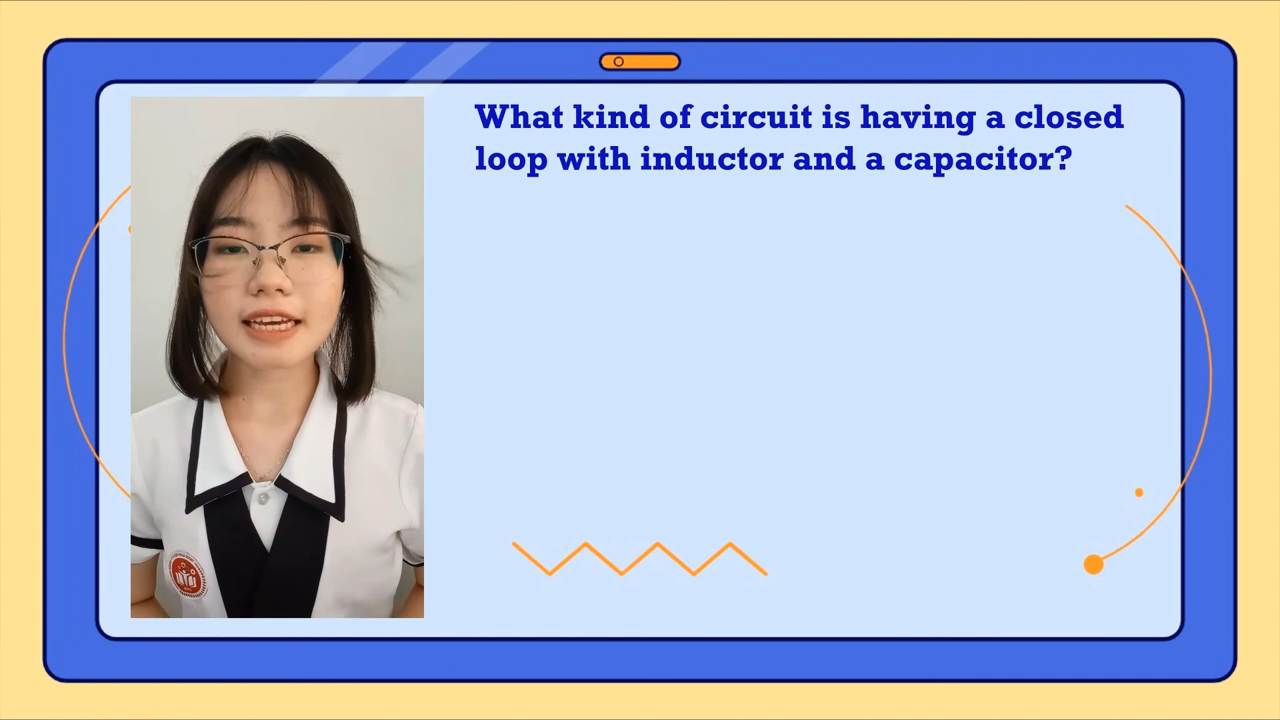 What kind of circuit is having a closed
loop with inductor and a capacitor?